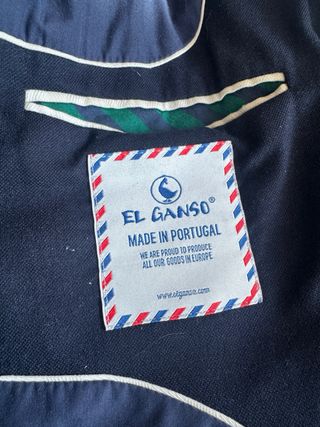 EL GANSO®
MADE IN PORTUGAL
WE ARE PROUD TO PRODUCE
ALL OUR GOODS IN EUROPE
www.elganso.com